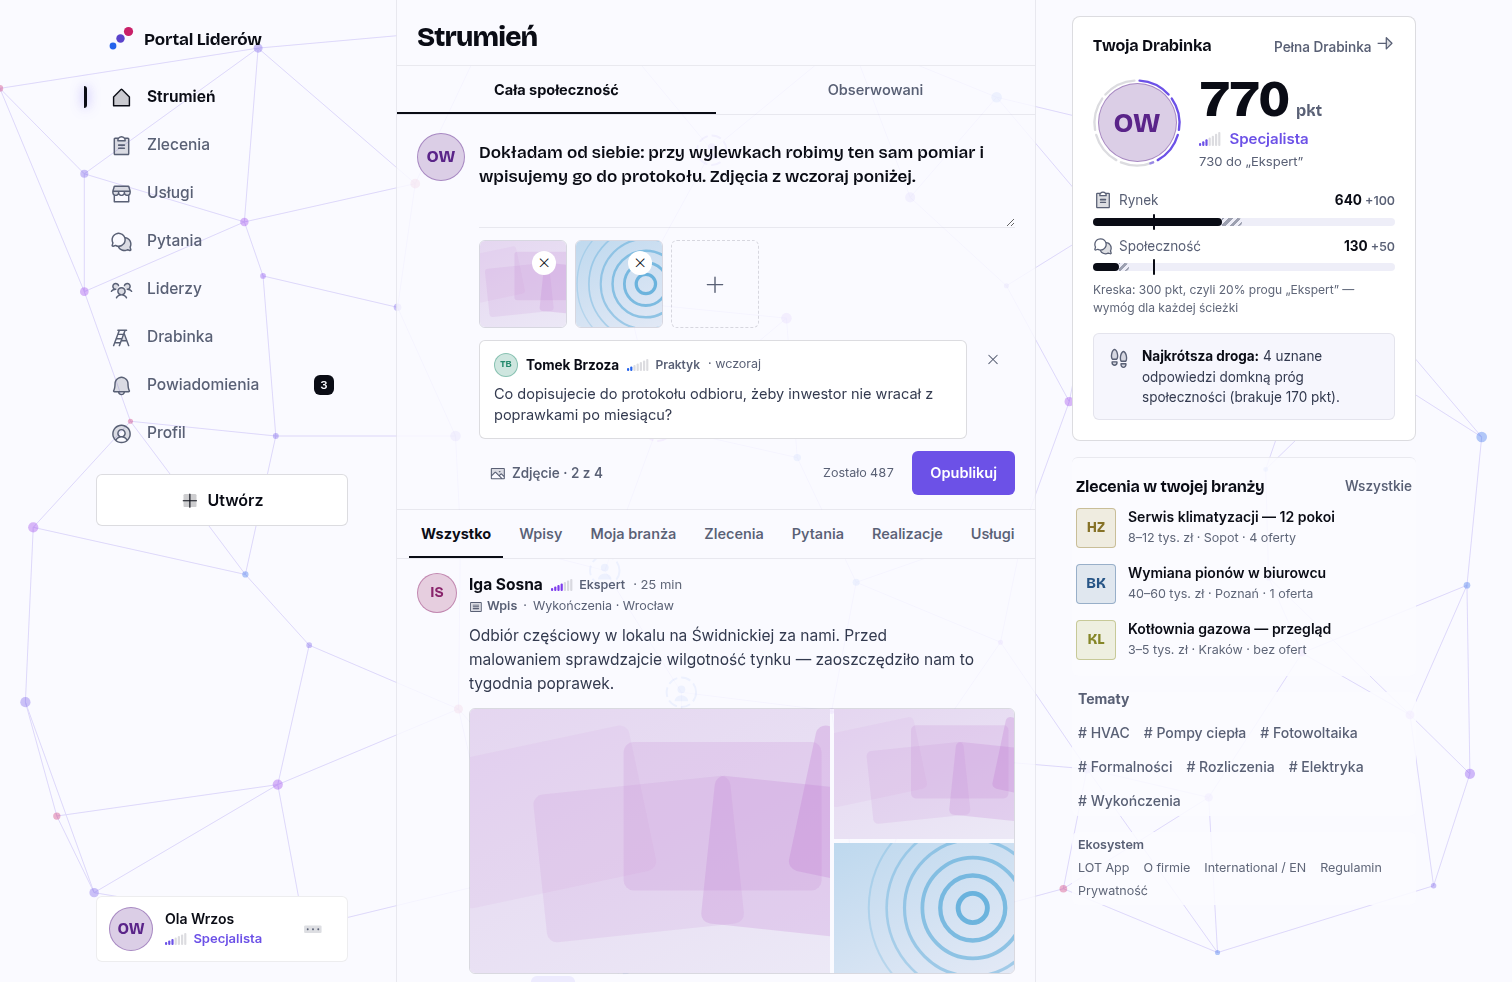 Portal Liderów
Strumień
Zlecenia
Usługi
Pytania
Liderzy
Drabinka
Powiadomienia 3
Profil
Utwórz
OW
Ola Wrzos
Specjalista
Strumień
Cała społeczność
Obserwowani
OW
Dokładam od siebie: przy wylewkach robimy ten sam pomiar i
wpisujemy go do protokołu. Zdjęcia z wczoraj poniżej.
TB Tomek Brzoza Praktyk · wczoraj
Co dopisujecie do protokołu odbioru, żeby inwestor nie wracał z
poprawkami po miesiącu?
Zdjęcie · 2 z 4
Zostało 487
Opublikuj
Wszystko Wpisy Moja branża Zlecenia Pytania Realizacje Usługi
IS
Iga Sosna Ekspert · 25 min
Wpis · Wykończenia · Wrocław
Odbiór częściowy w lokalu na Świdnickiej za nami. Przed
malowaniem sprawdzajcie wilgotność tynku — zaoszczędziło nam to
tygodnia poprawek.
Twoja Drabinka
Pełna Drabinka
OW
770 pkt
Specjalista
730 do „Ekspert”
Rynek 640 +100
Społeczność 130 +50
Kreska: 300 pkt, czyli 20% progu „Ekspert” —
wymóg dla każdej ścieżki
Najkrótsza droga: 4 uznane
odpowiedzi domkną próg
społeczności (brakuje 170 pkt).
Zlecenia w twojej branży
Wszystkie
HZ
Serwis klimatyzacji — 12 pokoi
8–12 tys. zł · Sopot · 4 oferty
BK
Wymiana pionów w biurowcu
40–60 tys. zł · Poznań · 1 oferta
KL
Kotłownia gazowa — przegląd
3–5 tys. zł · Kraków · bez ofert
Tematy
# HVAC # Pompy ciepła # Fotowoltaika
# Formalności # Rozliczenia # Elektryka
# Wykończenia
Ekosystem
LOT App O firmie International / EN Regulamin
Prywatność